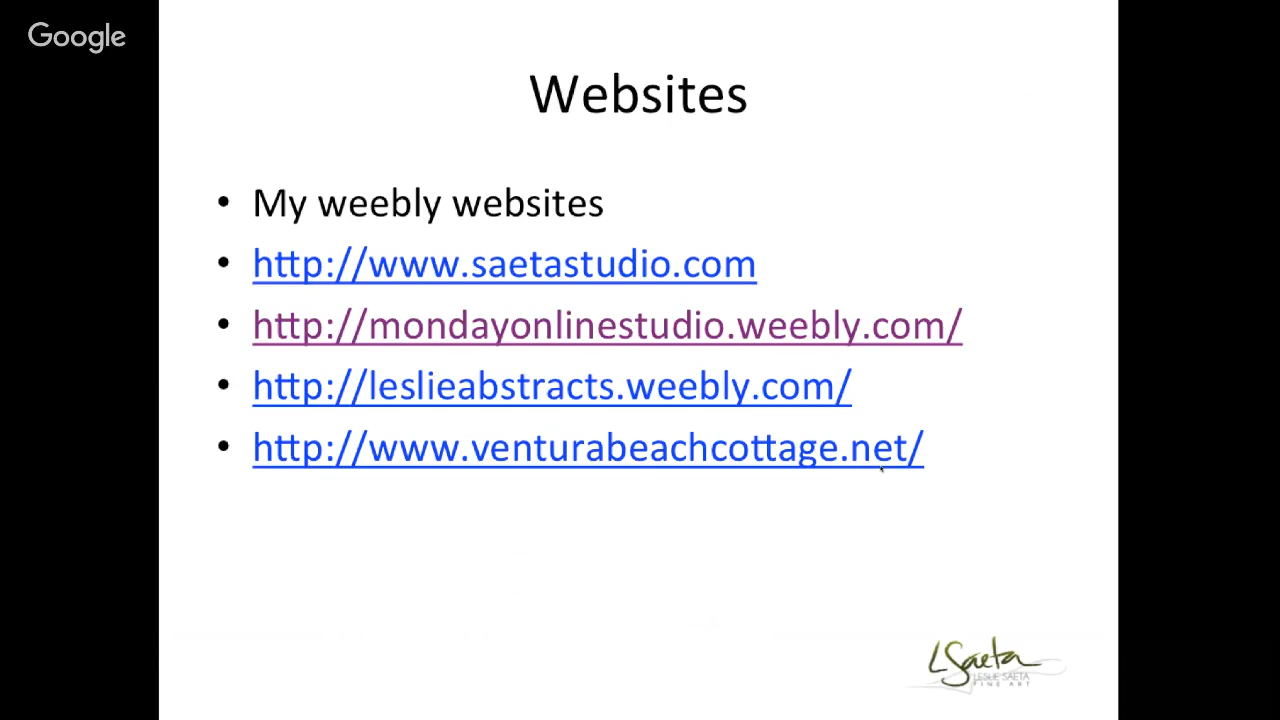 Google
Websites
• My weebly websites
• http://www.saetastudio.com
• http://mondayonlinestudio.weebly.com/
• http://leslieabstracts.weebly.com/
• http://www.venturabeachcottage.net/
LSaeta
LESLIE SAETA
FINE ART